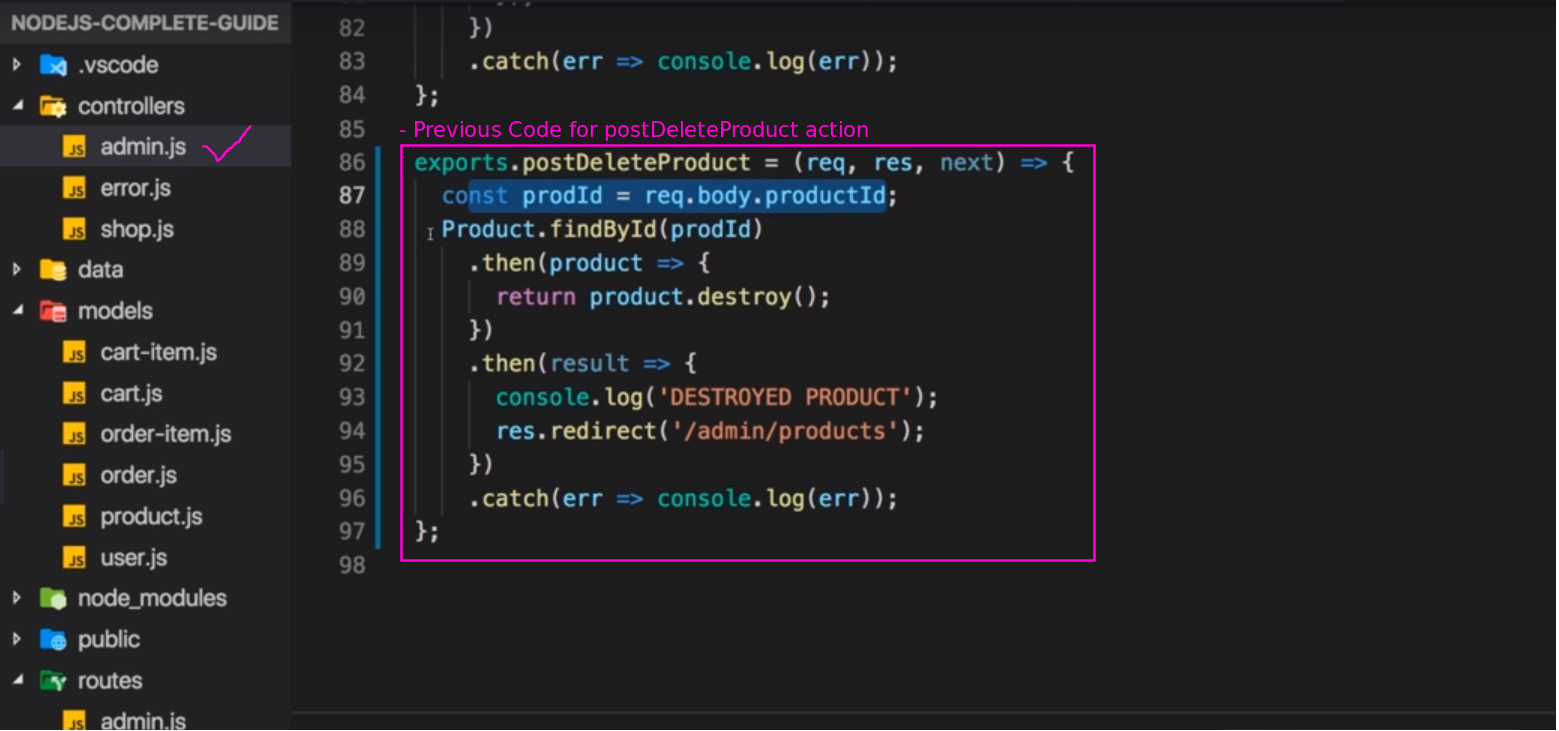 NODEJS-COMPLETE-GUIDE
.vscode
controllers
admin.js
error.js
shop.js
data
models
cart-item.js
cart.js
order-item.js
order.js
product.js
user.js
node_modules
public
routes
admin.js
82 })
83 .catch(err => console.log(err));
84 };
85
- Previous Code for postDeleteProduct action
86 exports.postDeleteProduct = (req, res, next) => {
87 const prodId = req.body.productId;
88 Product.findById(prodId)
89 .then(product => {
90 return product.destroy();
91 })
92 .then(result => {
93 console.log('DESTROYED PRODUCT');
94 res.redirect('/admin/products');
95 })
96 .catch(err => console.log(err));
97 };
98